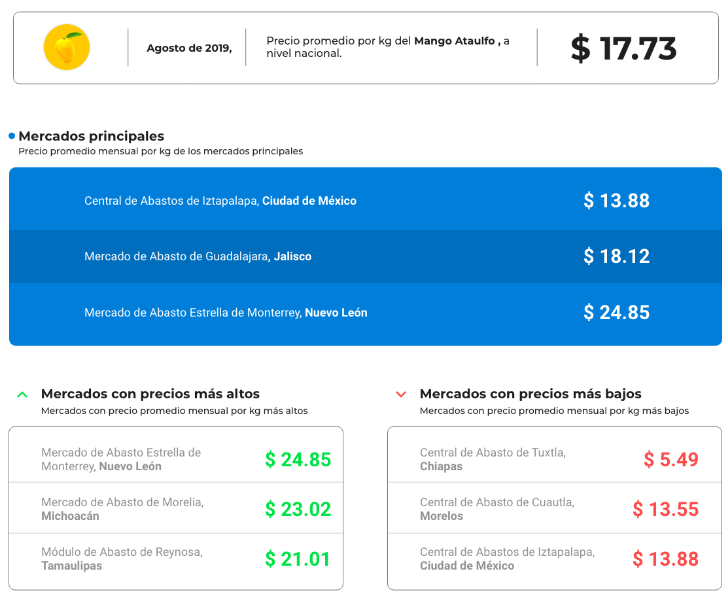 Agosto de 2019,
Precio promedio por kg del Mango Ataulfo , a
nivel nacional.
$ 17.73
Mercados principales
Precio promedio mensual por kg de los mercados principales
Central de Abastos de Iztapalapa, Ciudad de México
$ 13.88
Mercado de Abasto de Guadalajara, Jalisco
$ 18.12
Mercado de Abasto Estrella de Monterrey, Nuevo León
$ 24.85
Mercados con precios más altos
Mercados con precio promedio mensual por kg más altos
Mercado de Abasto Estrella de
Monterrey, Nuevo León
$ 24.85
Mercado de Abasto de Morelia,
Michoacán
$ 23.02
Módulo de Abasto de Reynosa,
Tamaulipas
$ 21.01
Mercados con precios más bajos
Mercados con precio promedio mensual por kg más bajos
Central de Abasto de Tuxtla,
Chiapas
$ 5.49
Central de Abasto de Cuautla,
Morelos
$ 13.55
Central de Abastos de Iztapalapa,
Ciudad de México
$ 13.88